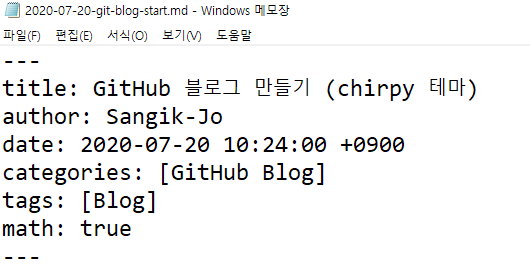 2020-07-20-git-blog-start.md - Windows 메모장
파일(F) 편집(E) 서식(O) 보기(V) 도움말
---
title: GitHub 블로그 만들기 (chirpy 테마)
author: Sangik-Jo
date: 2020-07-20 10:24:00 +0900
categories: [GitHub Blog]
tags: [Blog]
math: true
---